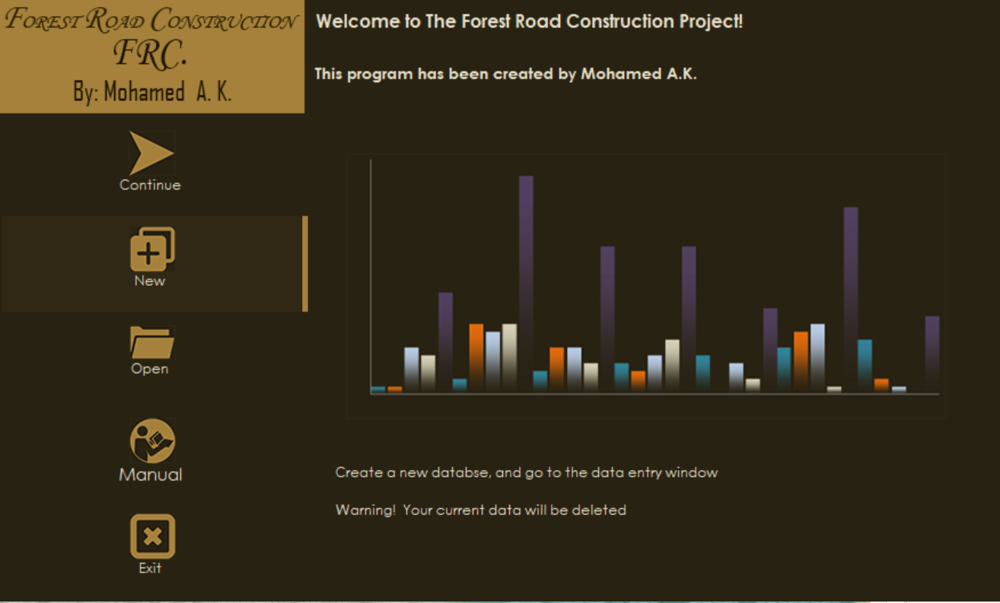 FOREST ROAD CONSTRUCTION
FRC.
By: Mohamed A. K.
Welcome to The Forest Road Construction Project!
This program has been created by Mohamed A.K.
Continue
New
Open
Manual
Exit
Create a new databse, and go to the data entry window
Warning! Your current data will be deleted